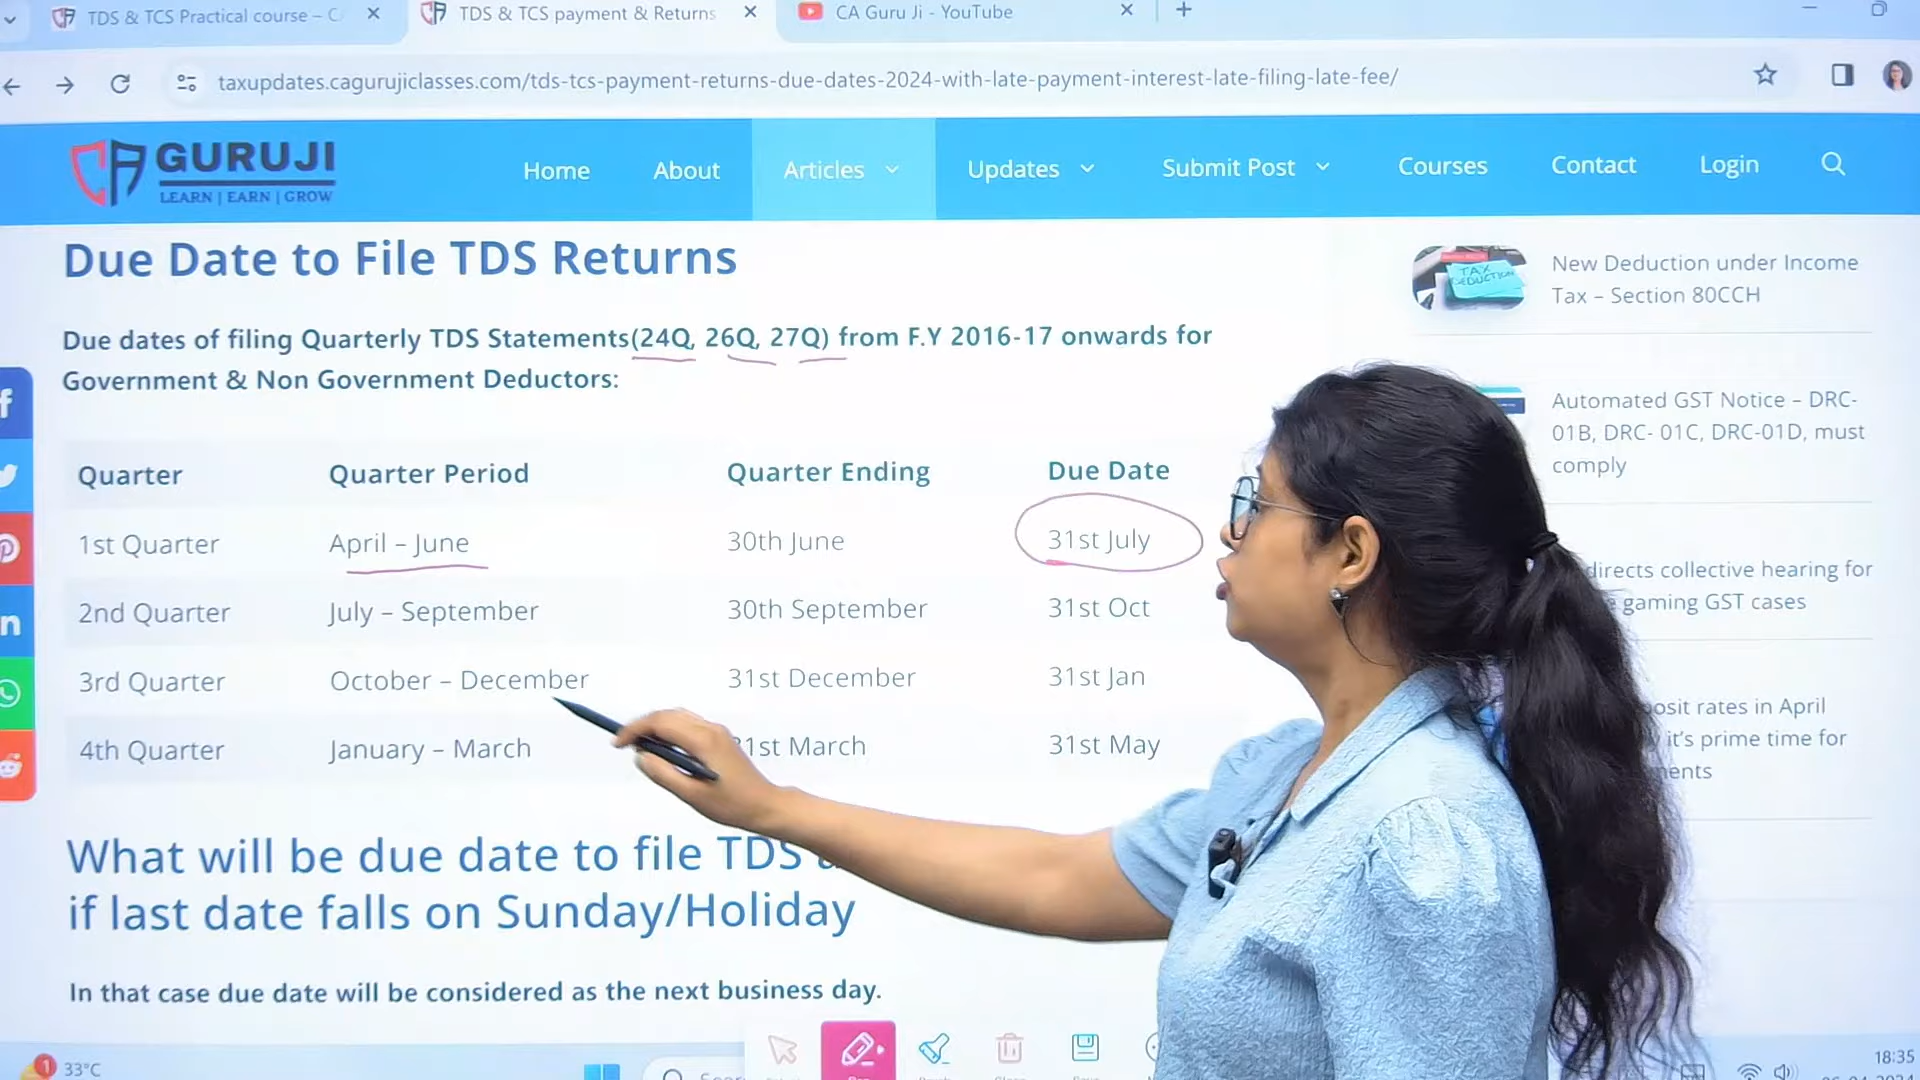 TDS & TCS Practical course – C
TDS & TCS payment & Returns
CA Guru Ji - YouTube
taxupdates.cagurujiclasses.com/tds-tcs-payment-returns-due-dates-2024-with-late-payment-interest-late-filing-late-fee/
CA GURUJI
LEARN | EARN | GROW
Home About Articles Updates Submit Post Courses Contact Login
Due Date to File TDS Returns
Due dates of filing Quarterly TDS Statements(24Q, 26Q, 27Q) from F.Y 2016-17 onwards for
Government & Non Government Deductors:
Quarter Quarter Period Quarter Ending Due Date
1st Quarter April – June 30th June 31st July
2nd Quarter July – September 30th September 31st Oct
3rd Quarter October – December 31st December 31st Jan
4th Quarter January – March 31st March 31st May
What will be due date to file TDS
if last date falls on Sunday/Holiday
In that case due date will be considered as the next business day.
TAX
DEDUCTION
New Deduction under Income
Tax – Section 80CCH
Automated GST Notice – DRC-
01B, DRC- 01C, DRC-01D, must
comply
directs collective hearing for
gaming GST cases
rates in April
it's prime time for
1
33°C
18:35